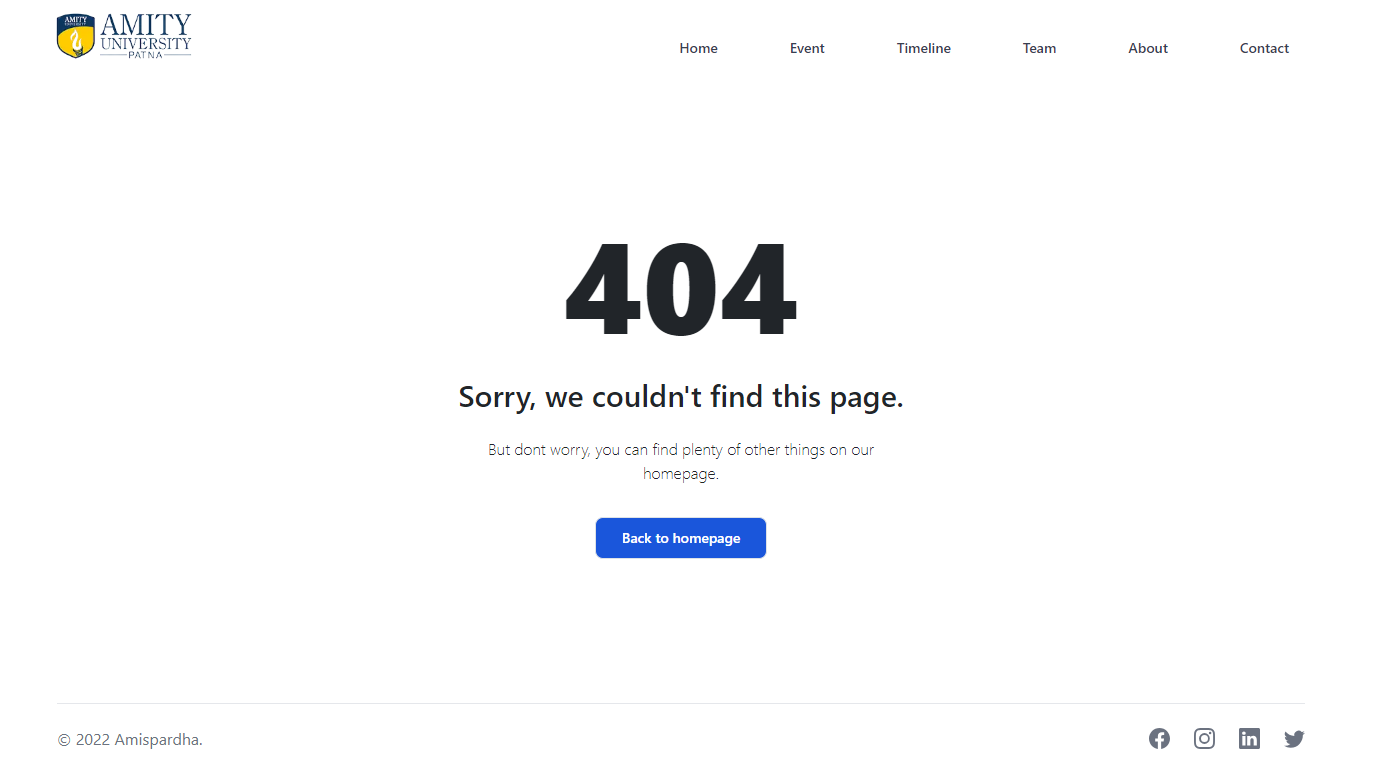 AMITY
UNIVERSITY
AMITY
UNIVERSITY
PATNA
Home Event Timeline Team About Contact
404
Sorry, we couldn't find this page.
But dont worry, you can find plenty of other things on our
homepage.
Back to homepage
© 2022 Amispardha.